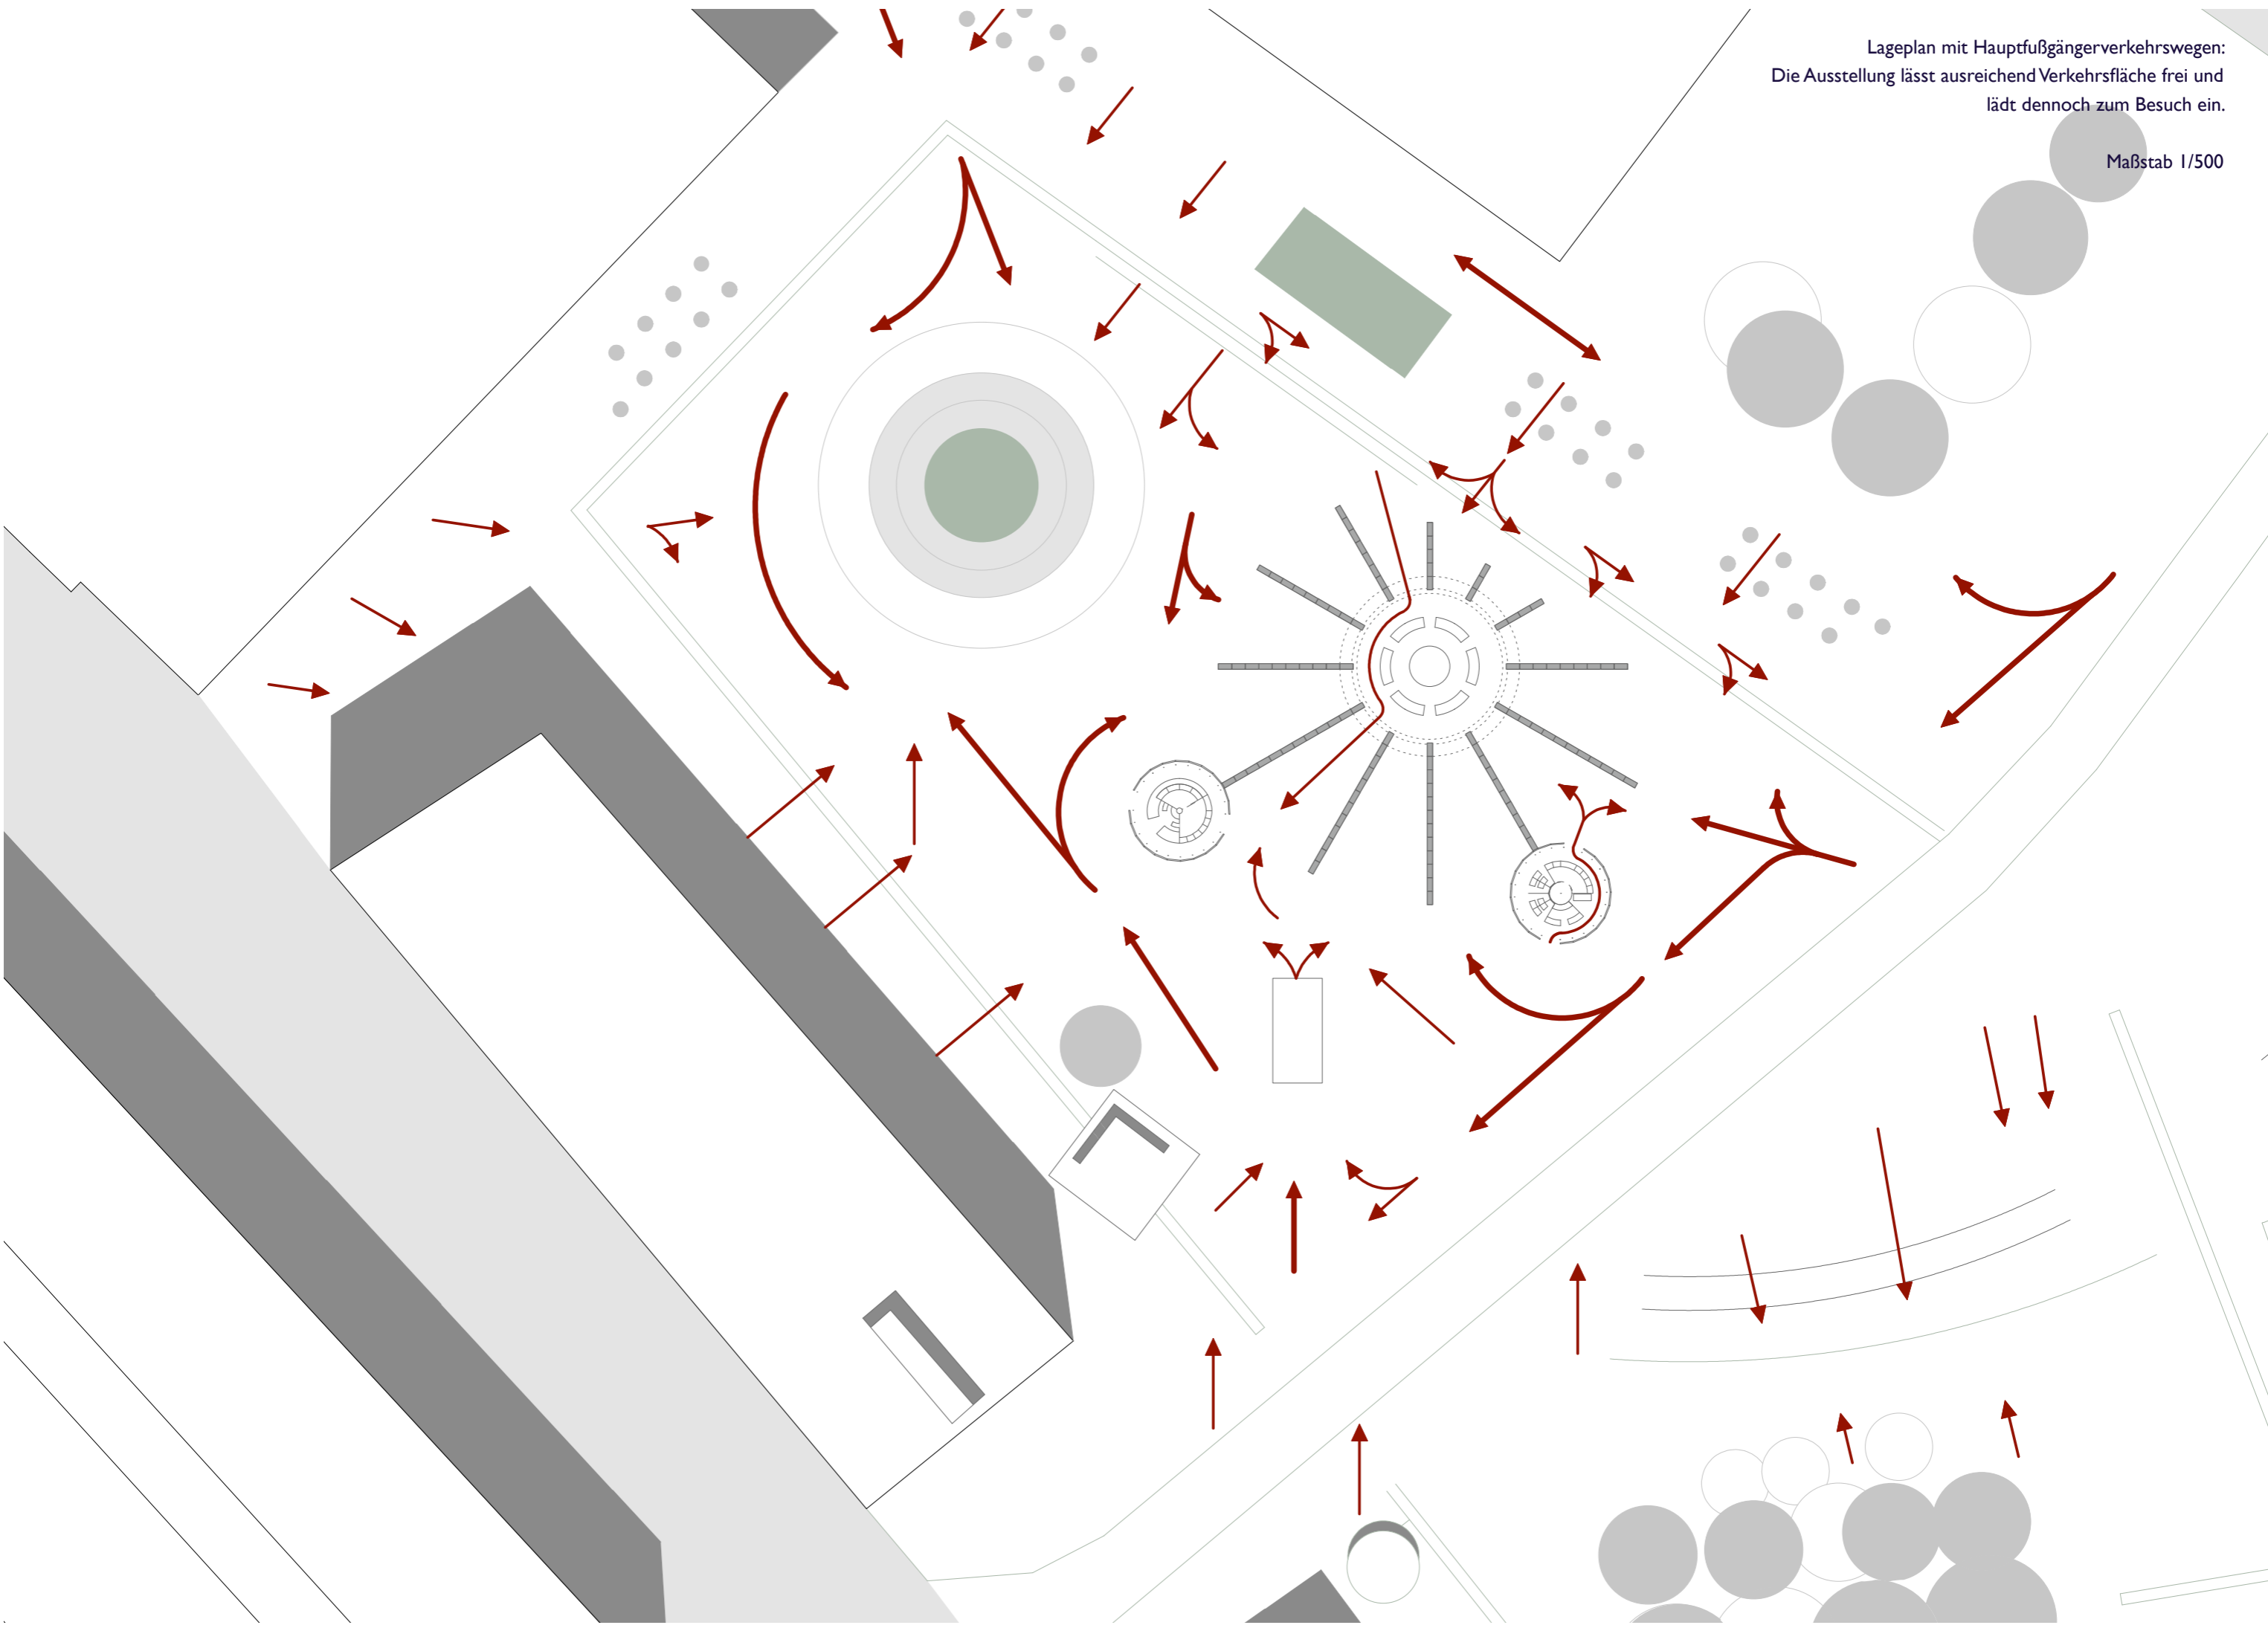 Lageplan mit Hauptfußgängerverkehrswegen:
Die Ausstellung lässt ausreichend Verkehrsfläche frei und
lädt dennoch zum Besuch ein.
Maßstab 1/500